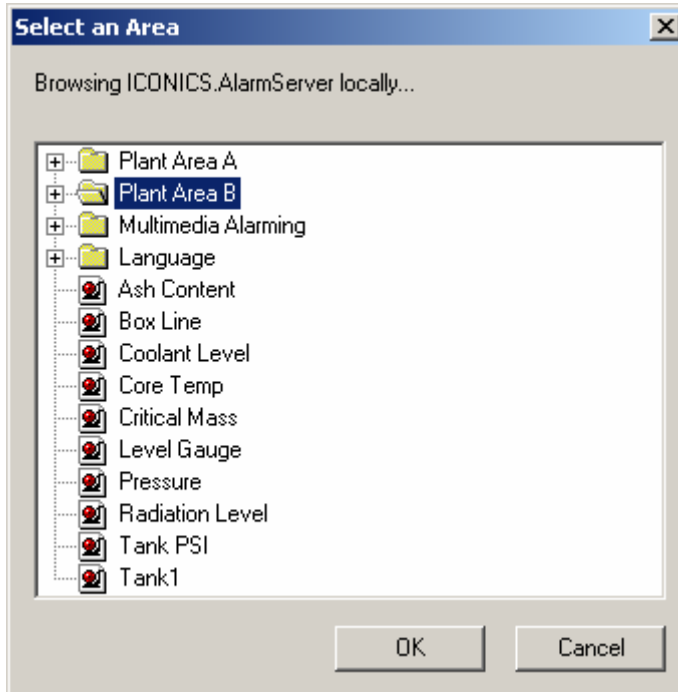 Select an Area
Browsing ICONICS.AlarmServer locally...
Plant Area A
Plant Area B
Multimedia Alarming
Language
Ash Content
Box Line
Coolant Level
Core Temp
Critical Mass
Level Gauge
Pressure
Radiation Level
Tank PSI
Tank1
OK Cancel